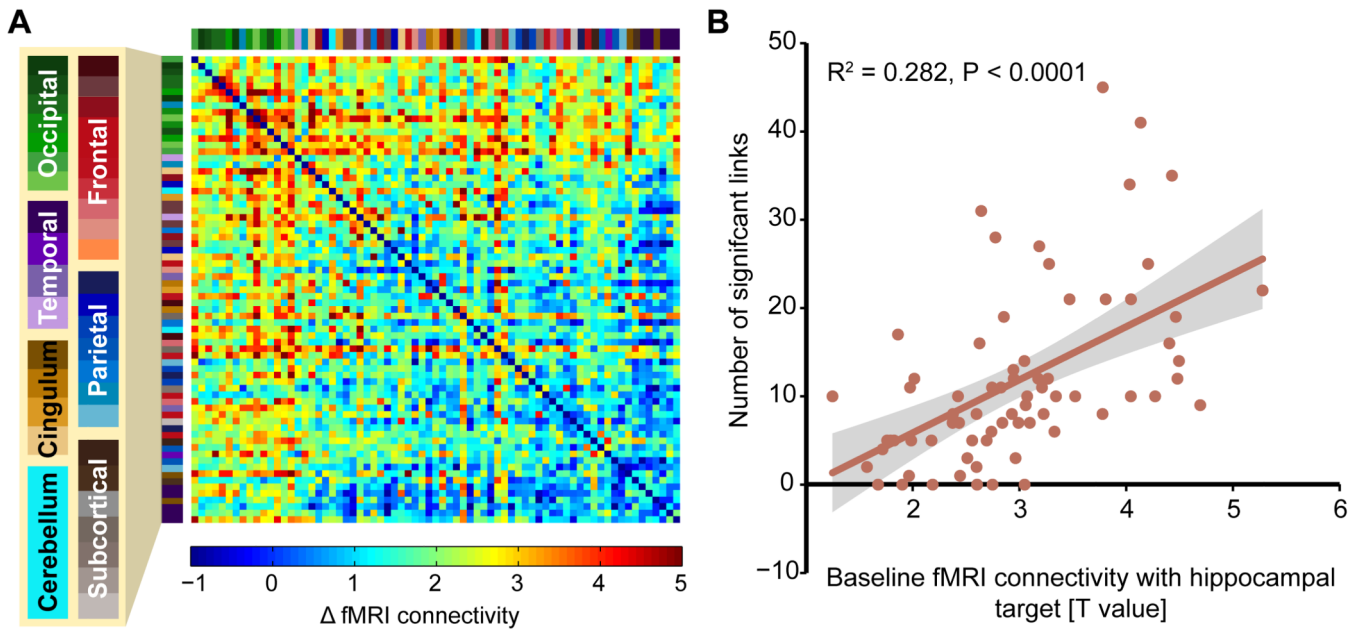 A
Occipital
Temporal
Cingulum
Cerebellum
Frontal
Parietal
Subcortical
−1 0 1 2 3 4 5
Δ fMRI connectivity
B
R² = 0.282, P < 0.0001
Number of signifcant links
50
40
30
20
10
0
−10
2 3 4 5 6
Baseline fMRI connectivity with hippocampal
target [T value]